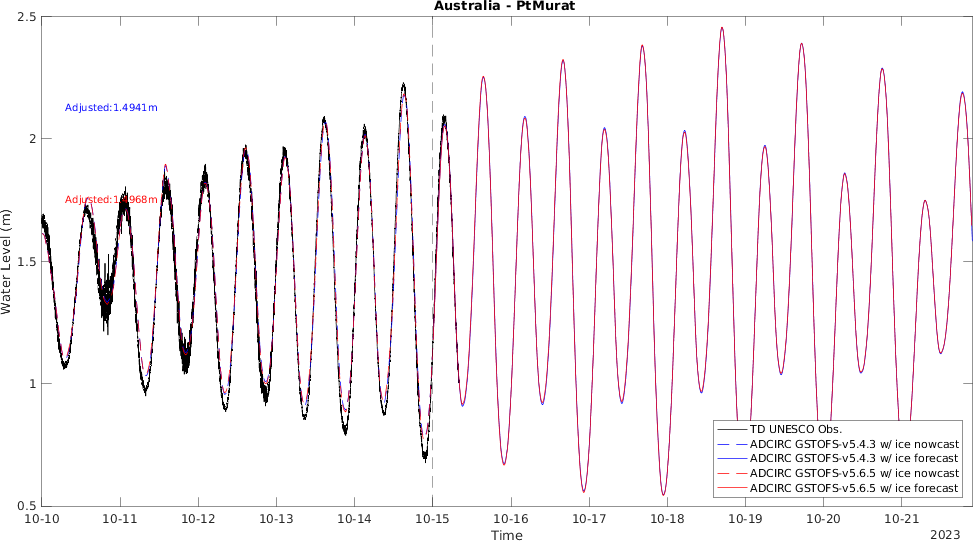 Australia - PtMurat
2.5
Adjusted:1.4941m
2
Adjusted:1.4968m
1.5
Water Level (m)
1
TD UNESCO Obs.
ADCIRC GSTOFS-v5.4.3 w/ ice nowcast
ADCIRC GSTOFS-v5.4.3 w/ ice forecast
ADCIRC GSTOFS-v5.6.5 w/ ice nowcast
ADCIRC GSTOFS-v5.6.5 w/ ice forecast
0.5
10-10 10-11 10-12 10-13 10-14 10-15 10-16 10-17 10-18 10-19 10-20 10-21
Time
2023